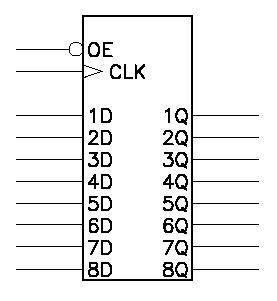 OE
CLK
1D 1Q
2D 2Q
3D 3Q
4D 4Q
5D 5Q
6D 6Q
7D 7Q
8D 8Q